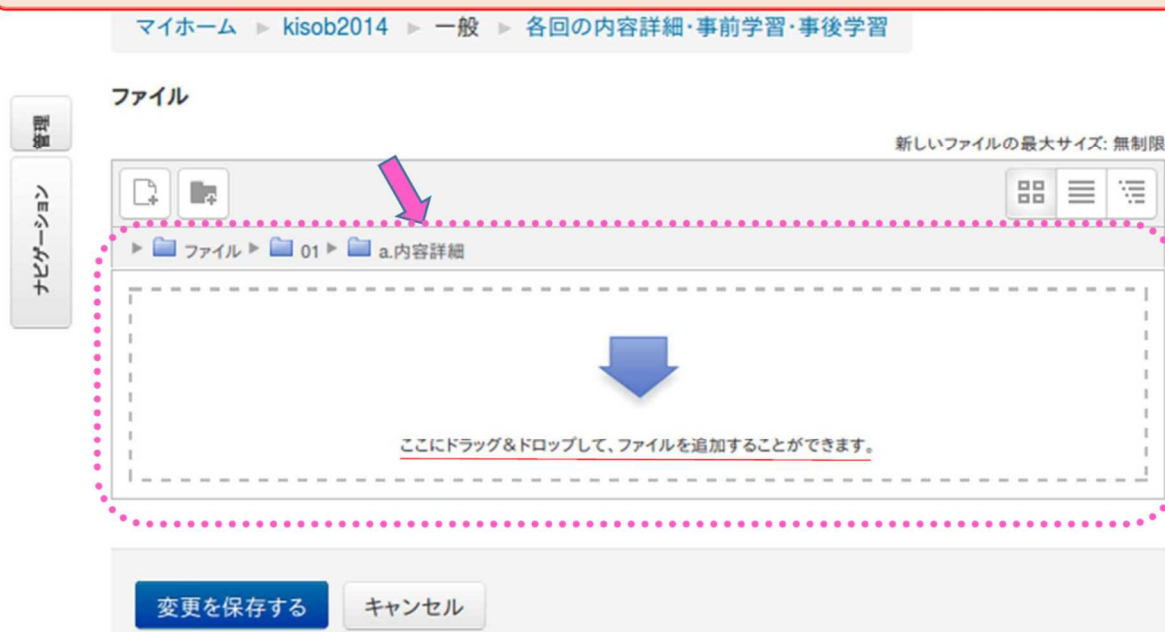 マイホーム ▶ kisob2014 ▶ 一般 ▶ 各回の内容詳細・事前学習・事後学習
ファイル
管理
ナビゲーション
新しいファイルの最大サイズ: 無制限
▶ ファイル ▶ 01 ▶ a.内容詳細
ここにドラッグ&ドロップして、ファイルを追加することができます。
変更を保存する キャンセル